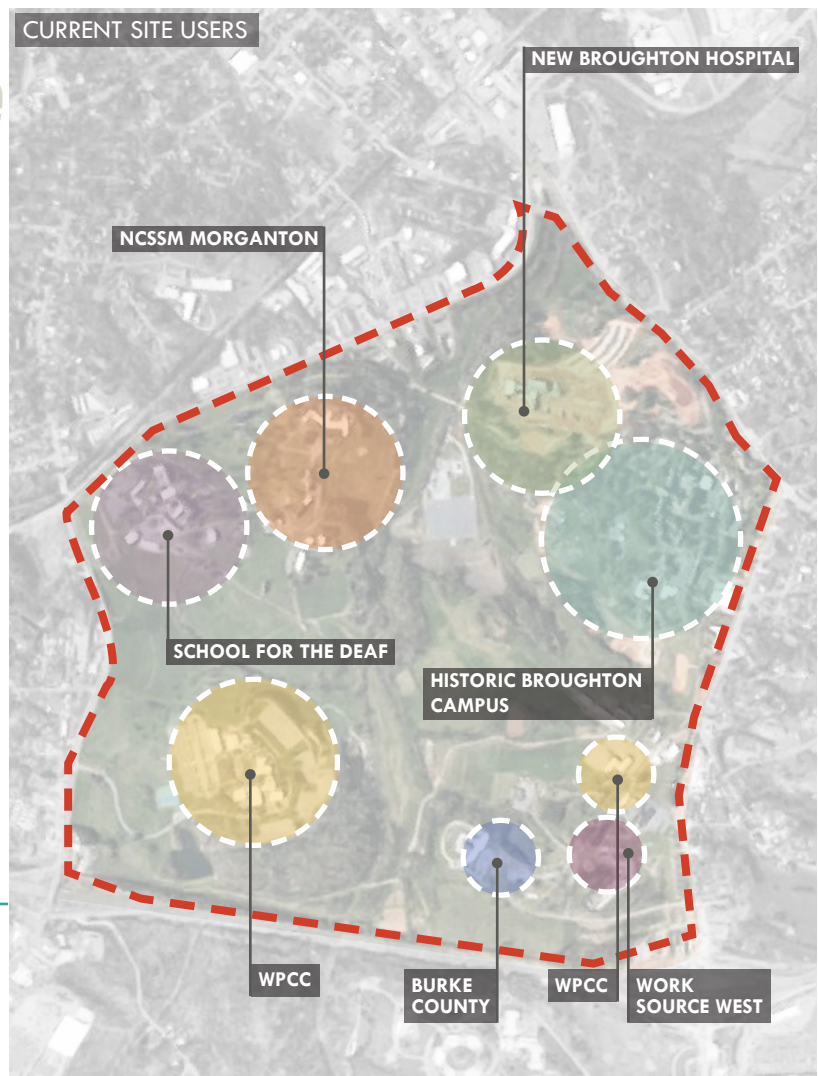 CURRENT SITE USERS
NEW BROUGHTON HOSPITAL
NCSSM MORGANTON
SCHOOL FOR THE DEAF
HISTORIC BROUGHTON
CAMPUS
WPCC
BURKE
COUNTY
WPCC
WORK
SOURCE WEST